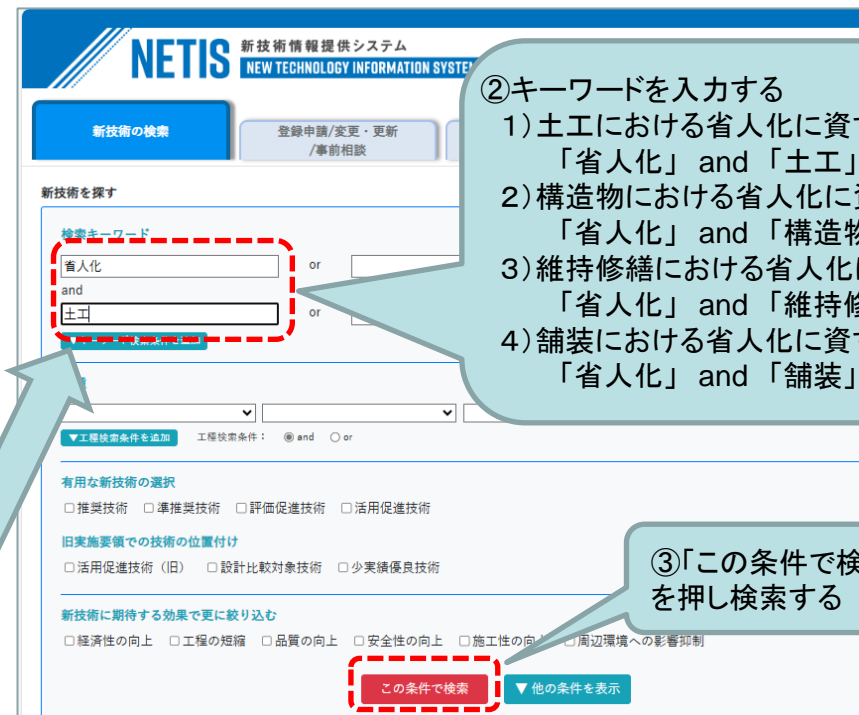 NETIS 新技術情報提供システム
NEW TECHNOLOGY INFORMATION SYSTE
新技術の検索
登録申請/変更・更新
/事前相談
新技術を探す
検索キーワード
省人化 or
and
土工 or
▼工種検索条件を追加 工種検索条件： and or
有用な新技術の選択
推奨技術 準推奨技術 評価促進技術 活用促進技術
旧実施要領での技術の位置付け
活用促進技術（旧） 設計比較対象技術 少実績優良技術
新技術に期待する効果で更に絞り込む
経済性の向上 工程の短縮 品質の向上 安全性の向上 施工性の向上 周辺環境への影響抑制
この条件で検索 ▼ 他の条件を表示
②キーワードを入力する
1）土工における省人化に資
「省人化」 and 「土工」
2）構造物における省人化に
「省人化」 and 「構造物
3）維持修繕における省人化
「省人化」 and 「維持修
4）舗装における省人化に資
「省人化」 and 「舗装」
③「この条件で検
を押し検索する